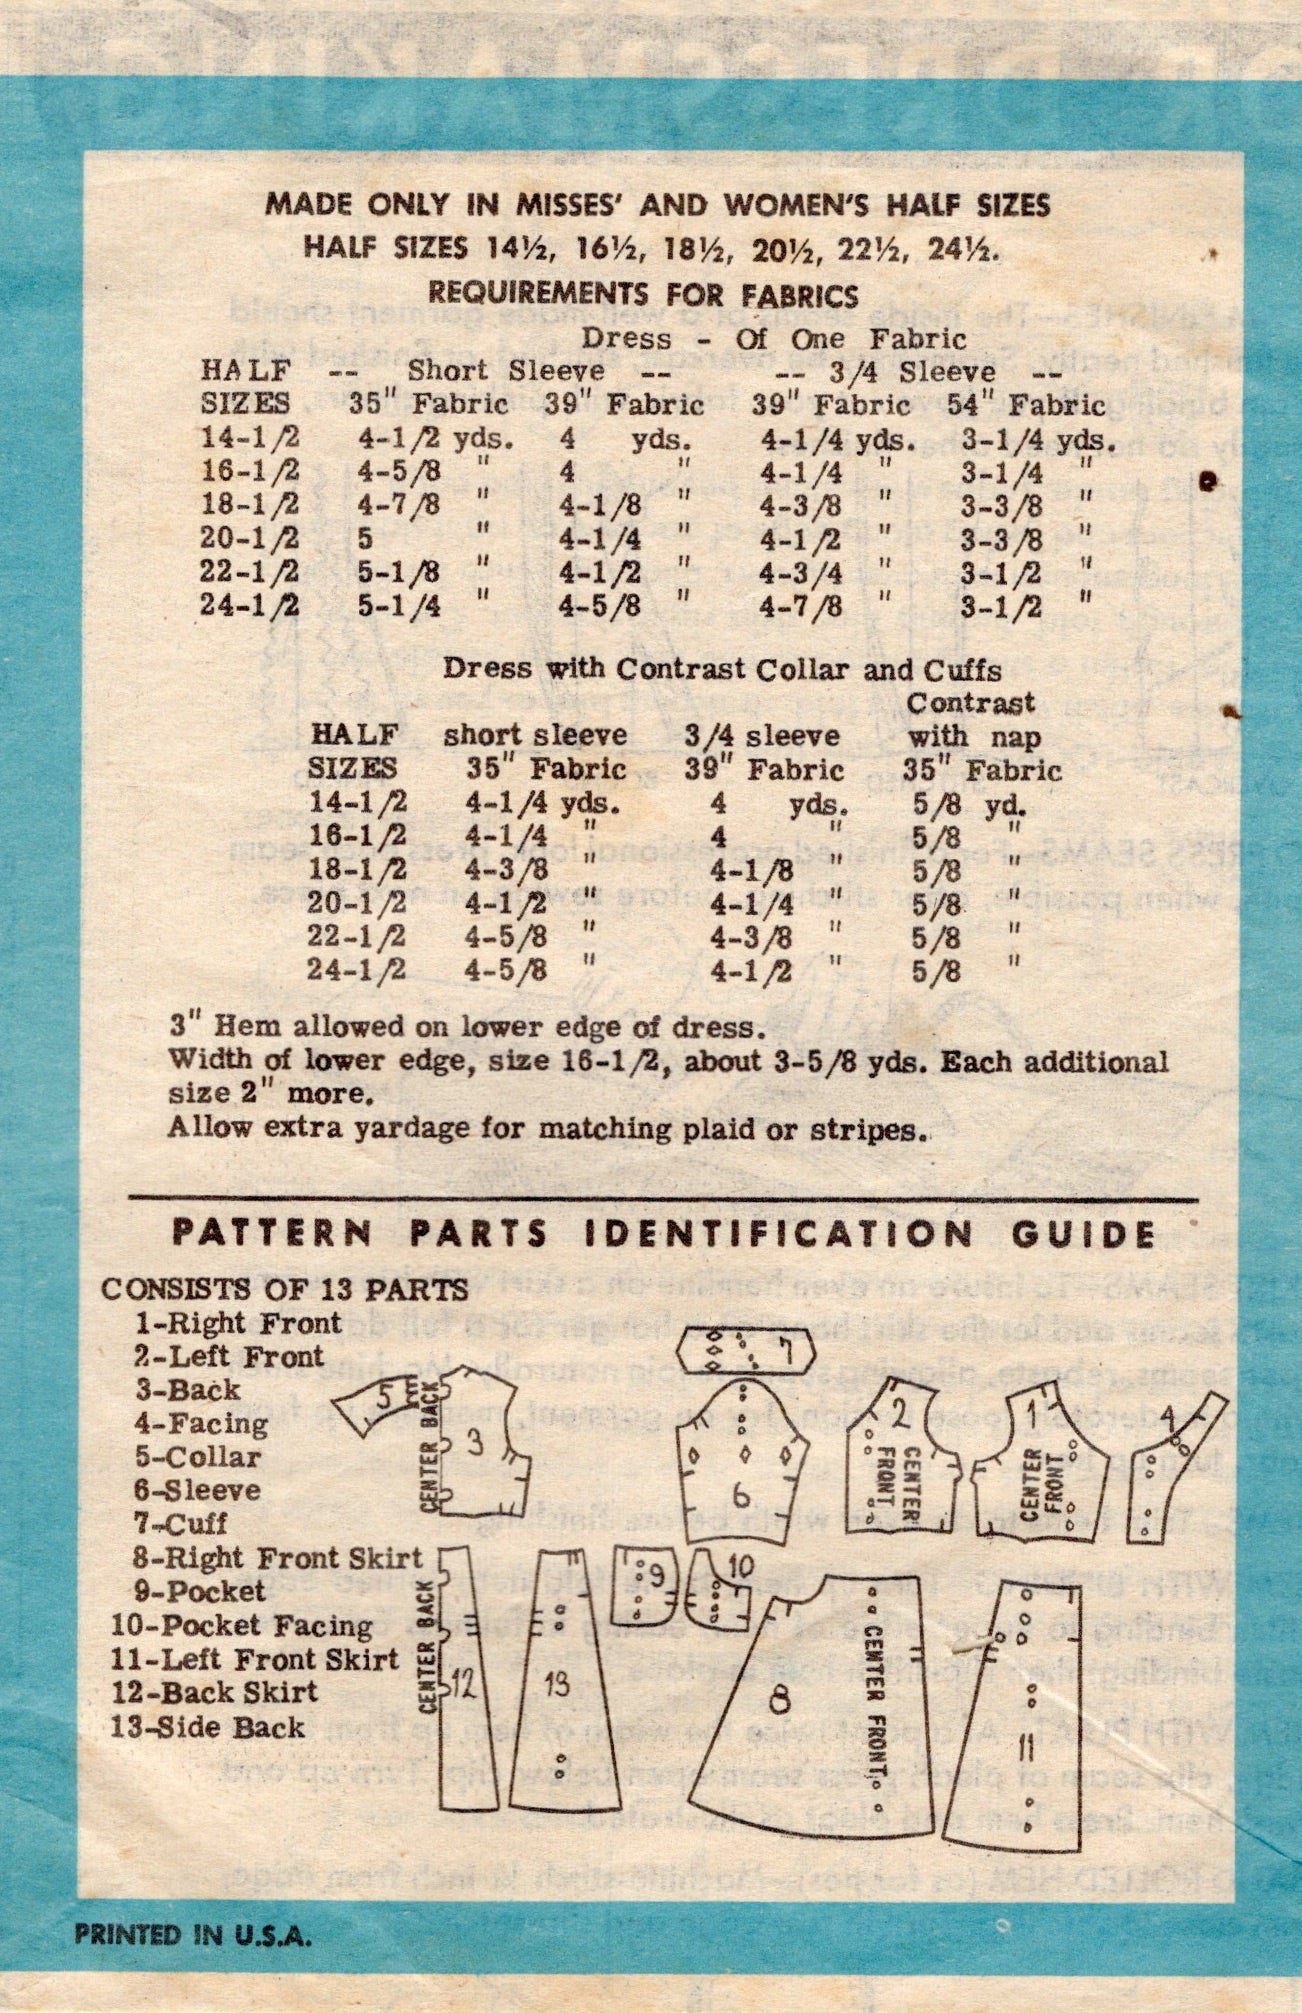 MADE ONLY IN MISSES' AND WOMEN'S HALF SIZES
HALF SIZES 14½, 16½, 18½, 20½, 22½, 24½.
REQUIREMENTS FOR FABRICS
Dress - Of One Fabric
HALF -- Short Sleeve -- -- 3/4 Sleeve --
SIZES 35" Fabric 39" Fabric 39" Fabric 54" Fabric
14-1/2 4-1/2 yds. 4 yds. 4-1/4 yds. 3-1/4 yds.
16-1/2 4-5/8 " 4 " 4-1/4 " 3-1/4 "
18-1/2 4-7/8 " 4-1/8 " 4-3/8 " 3-3/8 "
20-1/2 5 " 4-1/4 " 4-1/2 " 3-3/8 "
22-1/2 5-1/8 " 4-1/2 " 4-3/4 " 3-1/2 "
24-1/2 5-1/4 " 4-5/8 " 4-7/8 " 3-1/2 "
Dress with Contrast Collar and Cuffs
Contrast
HALF short sleeve 3/4 sleeve with nap
SIZES 35" Fabric 39" Fabric 35" Fabric
14-1/2 4-1/4 yds. 4 yds. 5/8 yd.
16-1/2 4-1/4 " 4 " 5/8 "
18-1/2 4-3/8 " 4-1/8 " 5/8 "
20-1/2 4-1/2 " 4-1/4 " 5/8 "
22-1/2 4-5/8 " 4-3/8 " 5/8 "
24-1/2 4-5/8 " 4-1/2 " 5/8 "
3" Hem allowed on lower edge of dress.
Width of lower edge, size 16-1/2, about 3-5/8 yds. Each additional
size 2" more.
Allow extra yardage for matching plaid or stripes.
PATTERN PARTS IDENTIFICATION GUIDE
CONSISTS OF 13 PARTS
1-Right Front
2-Left Front
3-Back
4-Facing
5-Collar
6-Sleeve
7-Cuff
8-Right Front Skirt
9-Pocket
10-Pocket Facing
11-Left Front Skirt
12-Back Skirt
13-Side Back
7
5
CENTER BACK
3
6
2
CENTER FRONT
1
CENTER FRONT
4
CENTER BACK
12
13
9
10
8
CENTER FRONT
11
PRINTED IN U.S.A.